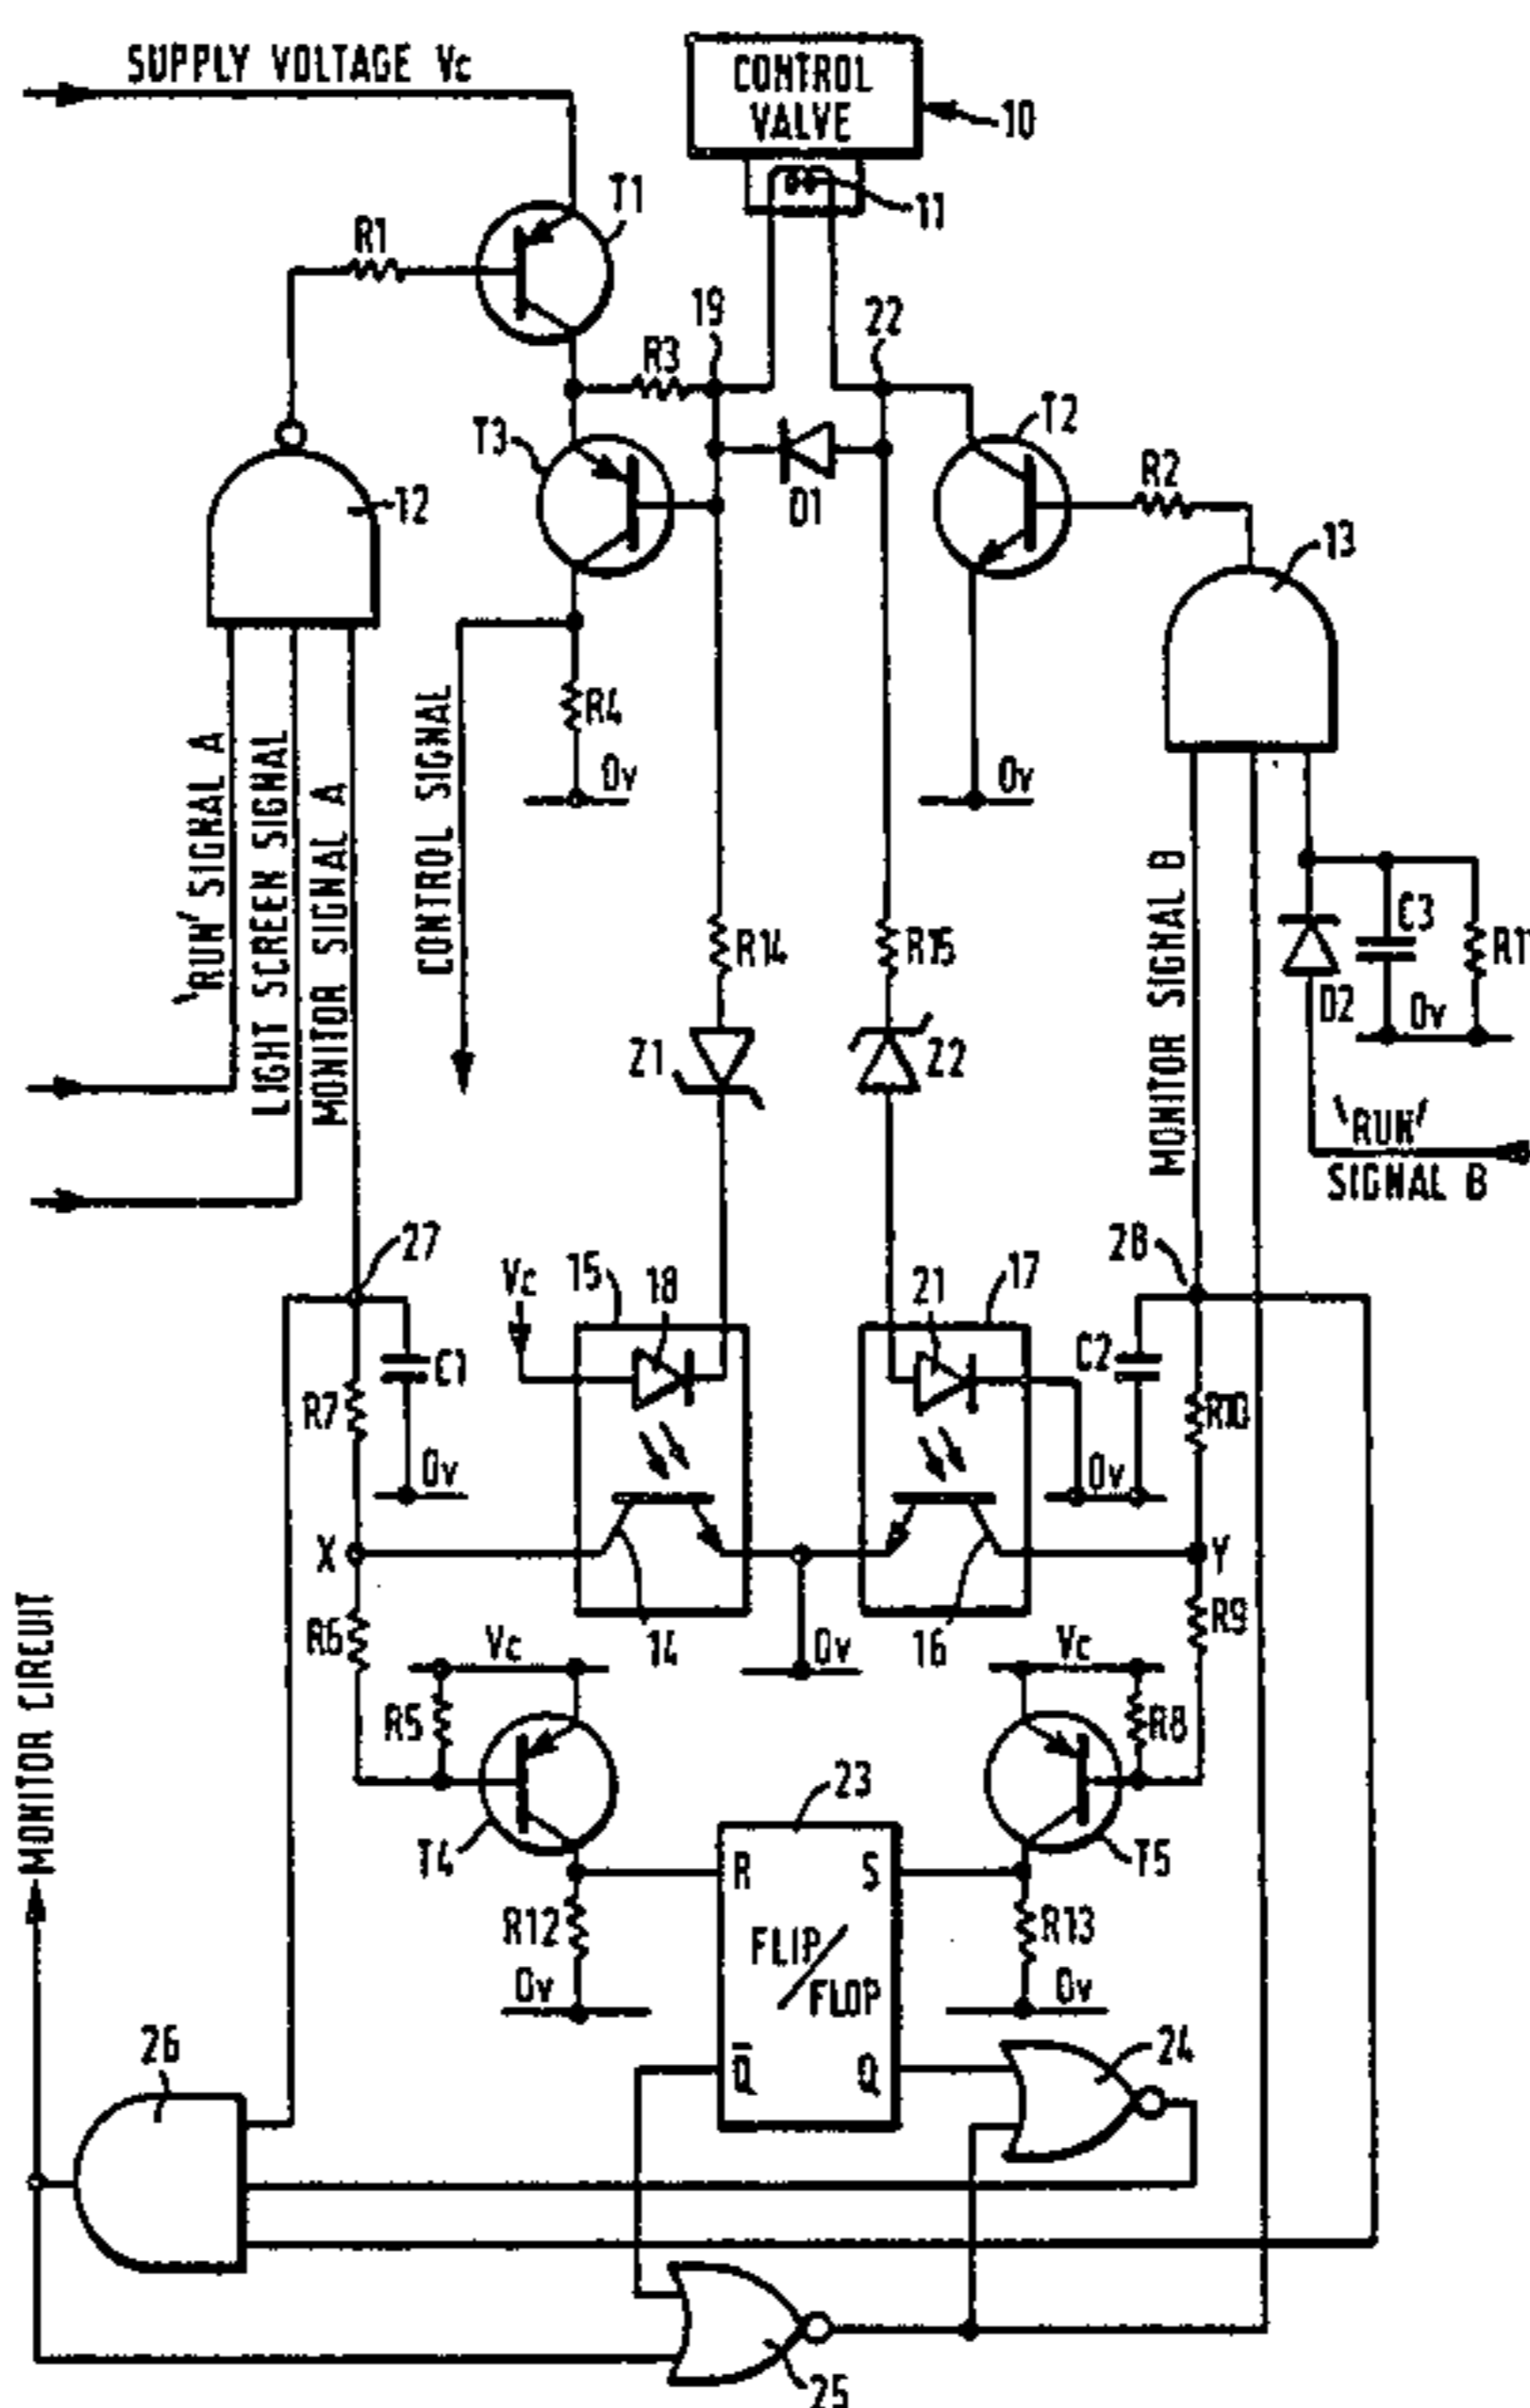 SUPPLY VOLTAGE Vc
CONTROL
VALVE
10
11
T1
R1
19
22
R3
T3
T2
R2
D1
12
13
R4
0v
0v
'RUN' SIGNAL A
LIGHT SCREEN SIGNAL
MONITOR SIGNAL A
CONTROL SIGNAL
MONITOR SIGNAL B
R14
R15
C3
R11
D2
0v
Z1
Z2
'RUN'
SIGNAL B
27
Vc
15
18
21
17
28
C1
C2
R7
R10
0v
0v
X
Y
R6
14
0v
16
R9
MONITOR CIRCUIT
Vc
Vc
R5
R8
23
T4
T5
R
S
R12
R13
FLIP/
FLOP
0v
0v
26
24
Q̅
Q
25